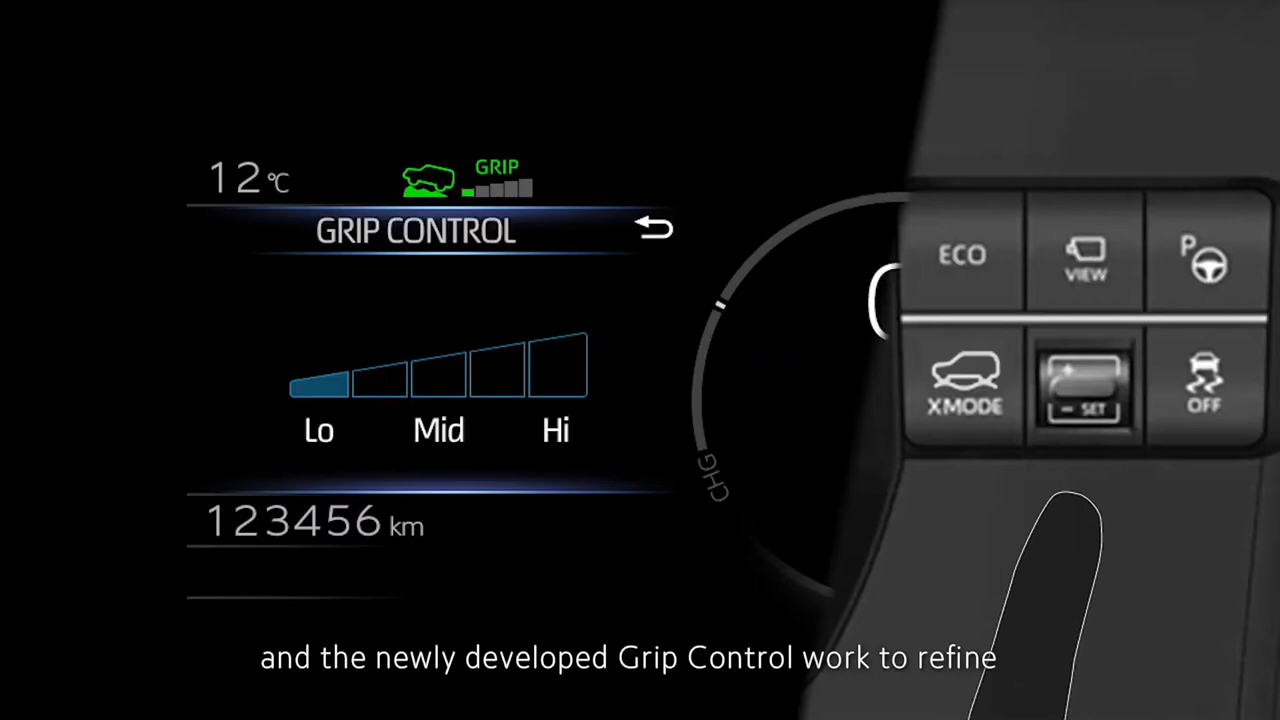 12°C
GRIP
GRIP CONTROL
Lo Mid Hi
123456 km
CHG
ECO
VIEW
P
X MODE
+
- SET
OFF
and the newly developed Grip Control work to refine